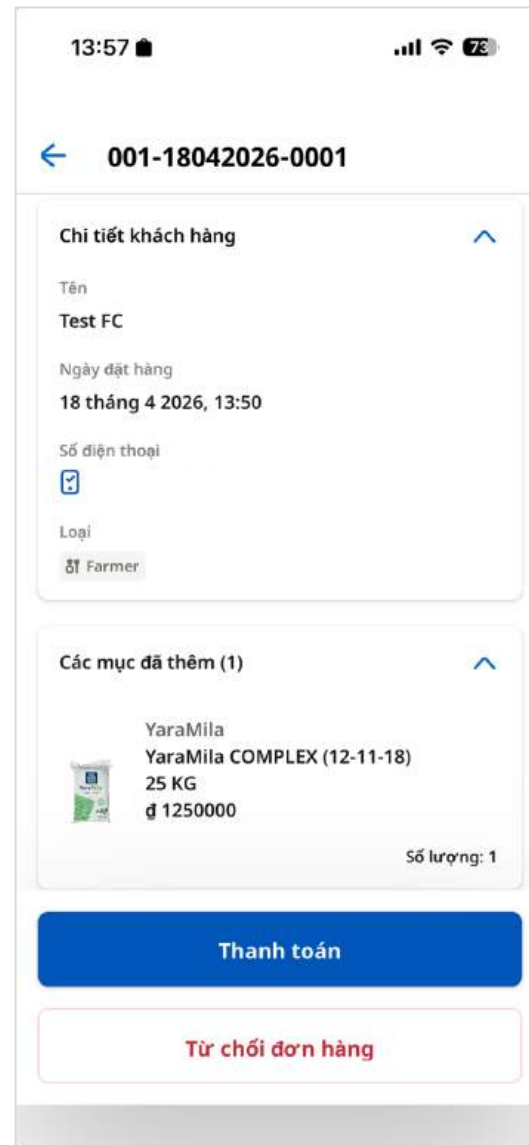 13:57
73
001-18042026-0001
Chi tiết khách hàng
Tên
Test FC
Ngày đặt hàng
18 tháng 4 2026, 13:50
Số điện thoại
Loại
Farmer
Các mục đã thêm (1)
YaraMila
YaraMila COMPLEX (12-11-18)
25 KG
₫ 1250000
Số lượng: 1
Thanh toán
Từ chối đơn hàng